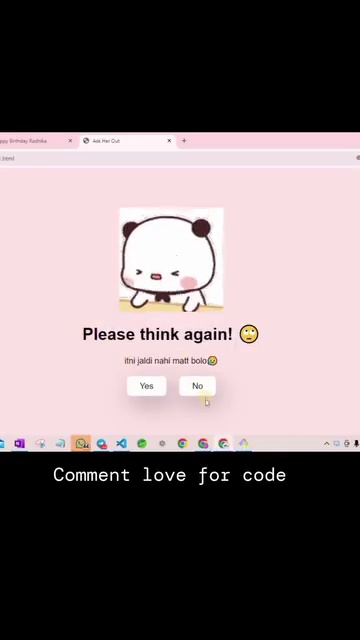 ppy Birthday Radhika
Ask Her Out
.html
Please think again! 🙄
itni jaldi nahi matt bolo🥹
Yes
No
Comment love for code